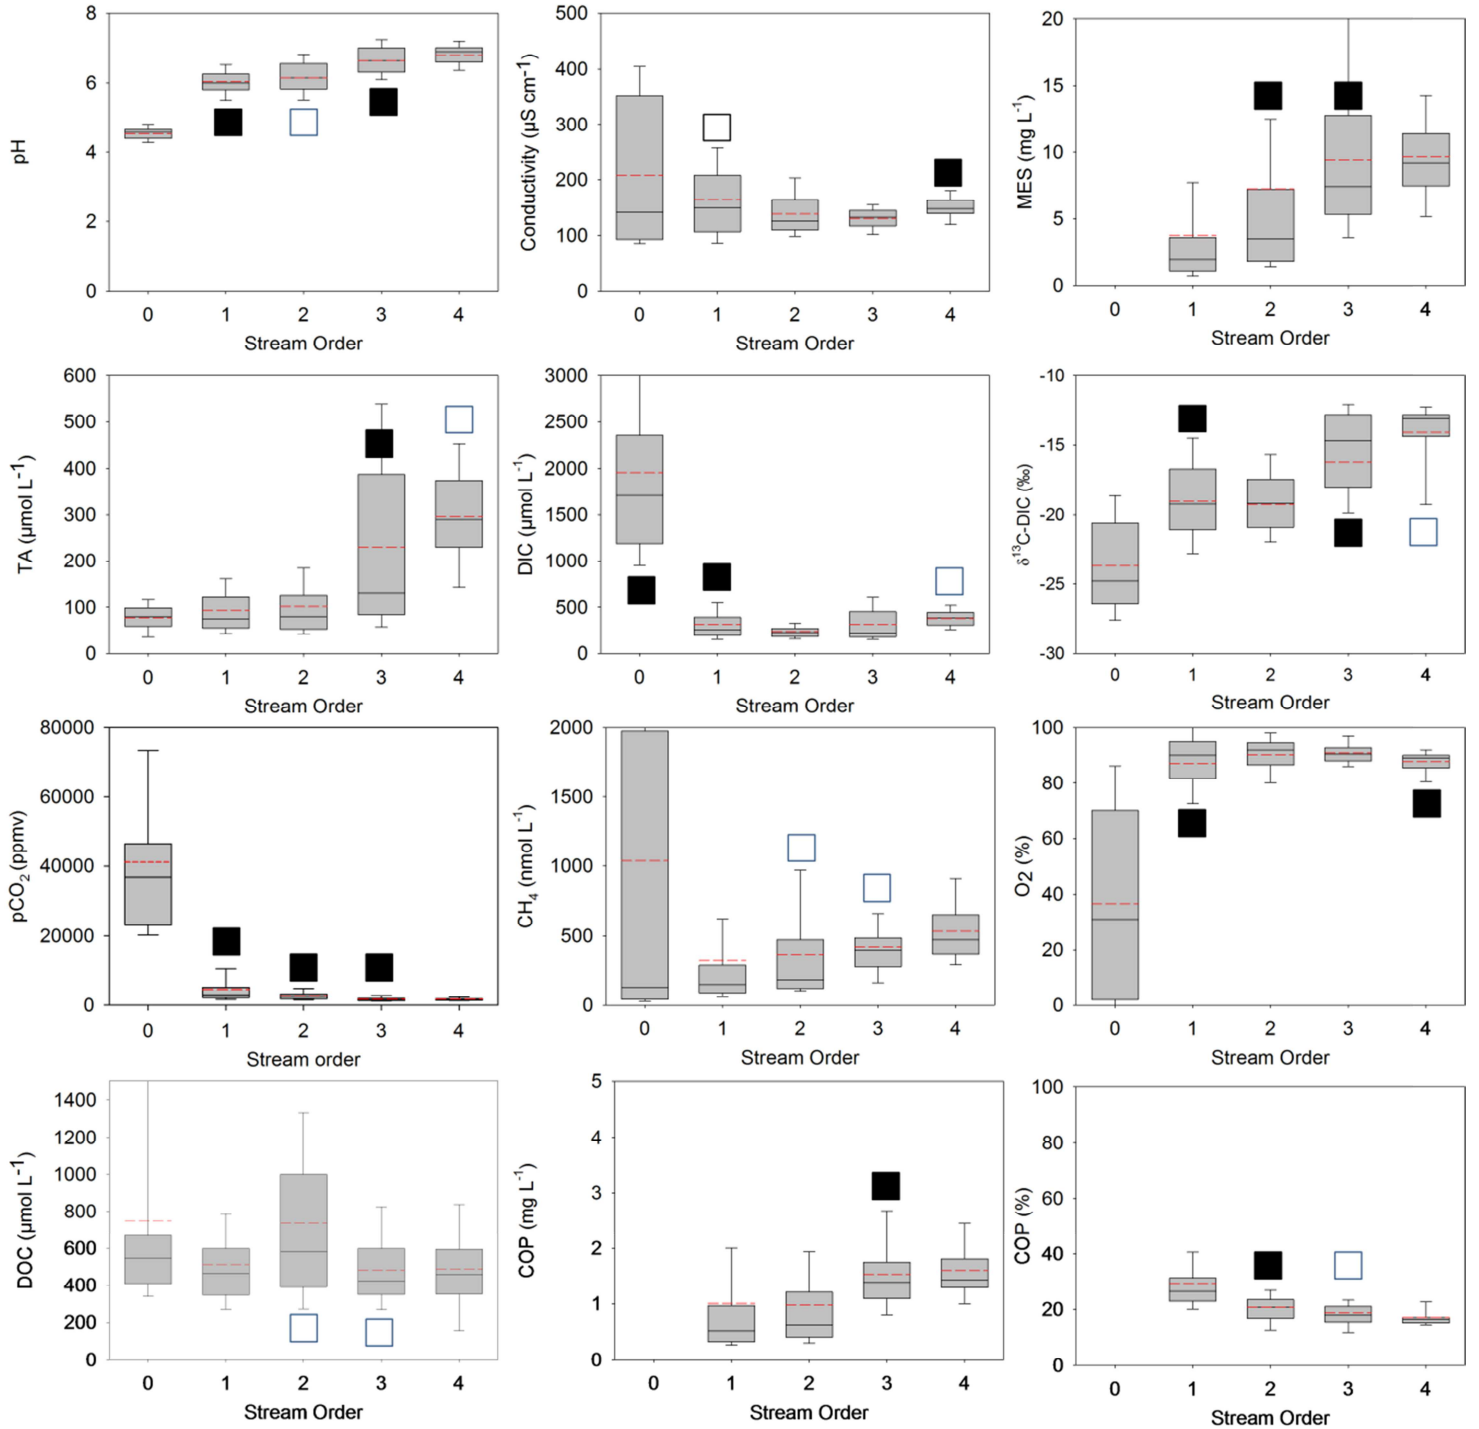 pH
8
6
4
2
0
0 1 2 3 4
Stream Order
Conductivity (µS cm⁻¹)
500
400
300
200
100
0
0 1 2 3 4
Stream Order
MES (mg L⁻¹)
20
15
10
5
0
0 1 2 3 4
Stream Order
TA (µmol L⁻¹)
600
500
400
300
200
100
0
0 1 2 3 4
Stream Order
DIC (µmol L⁻¹)
3000
2500
2000
1500
1000
500
0
0 1 2 3 4
Stream Order
δ¹³C-DIC (‰)
-10
-15
-20
-25
-30
0 1 2 3 4
Stream Order
pCO₂ (ppmv)
80000
60000
40000
20000
0
0 1 2 3 4
Stream order
CH₄ (nmol L⁻¹)
2000
1500
1000
500
0
0 1 2 3 4
Stream Order
O2 (%)
100
80
60
40
20
0
0 1 2 3 4
Stream Order
DOC (µmol L⁻¹)
1400
1200
1000
800
600
400
200
0
0 1 2 3 4
Stream Order
COP (mg L⁻¹)
5
4
3
2
1
0
0 1 2 3 4
Stream Order
COP (%)
100
80
60
40
20
0
0 1 2 3 4
Stream Order